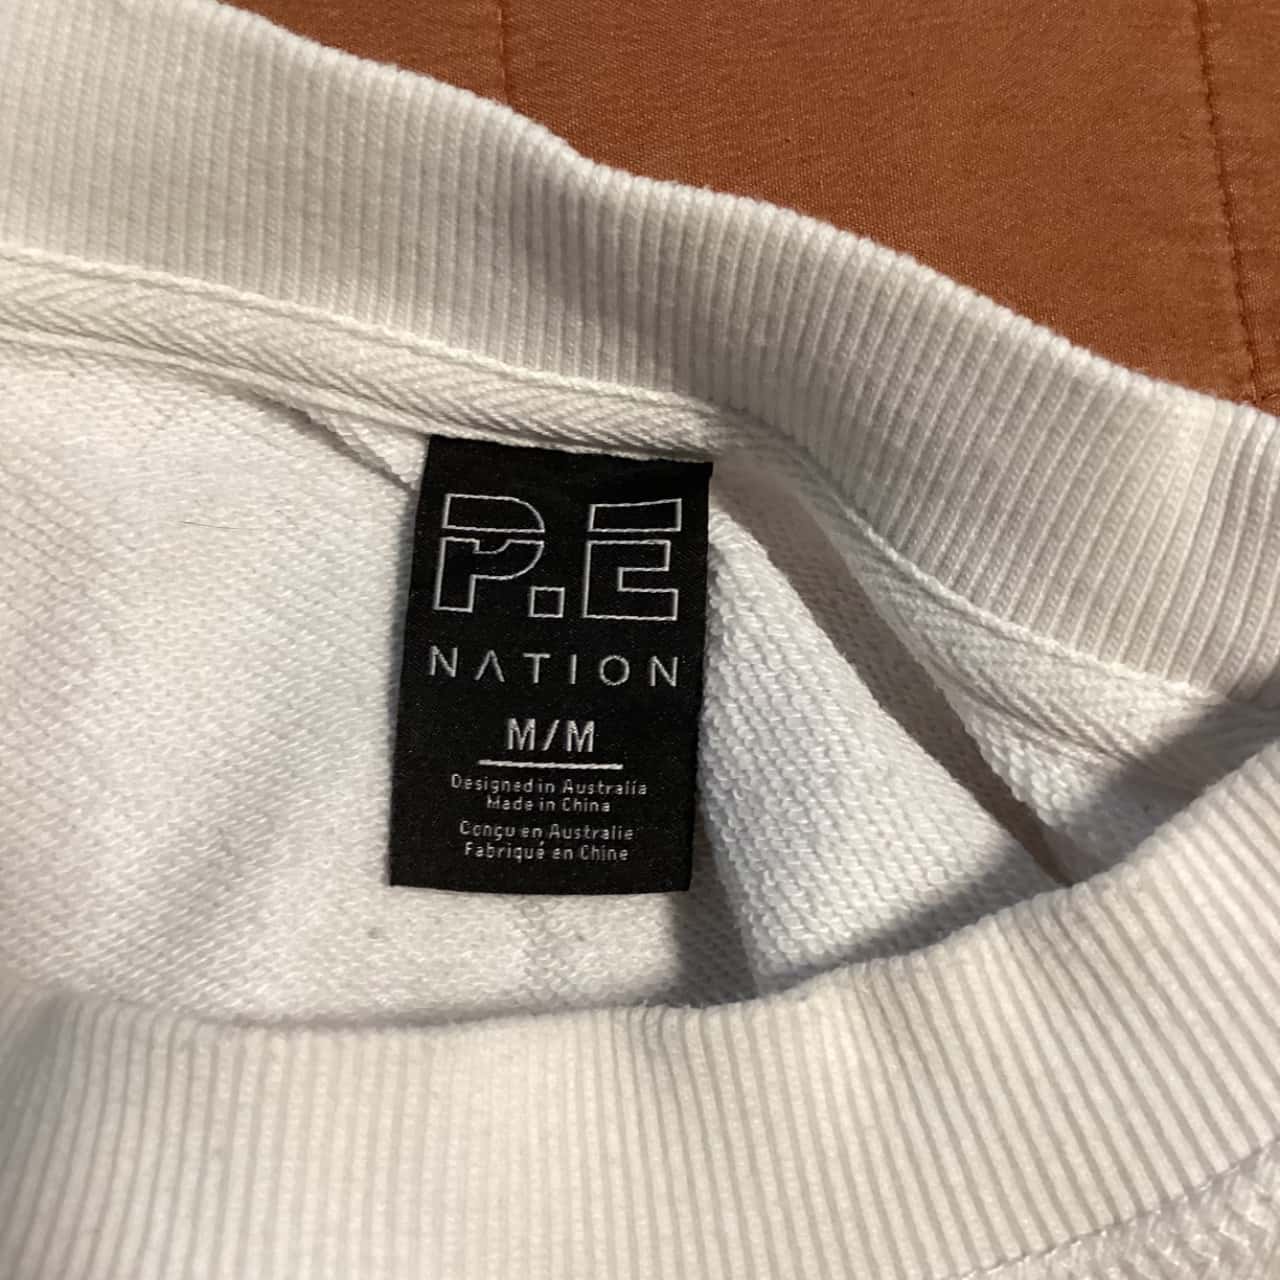 P.E
NATION
M/M
Designed in Australia
Made in China
Conçu en Australie
Fabriqué en Chine